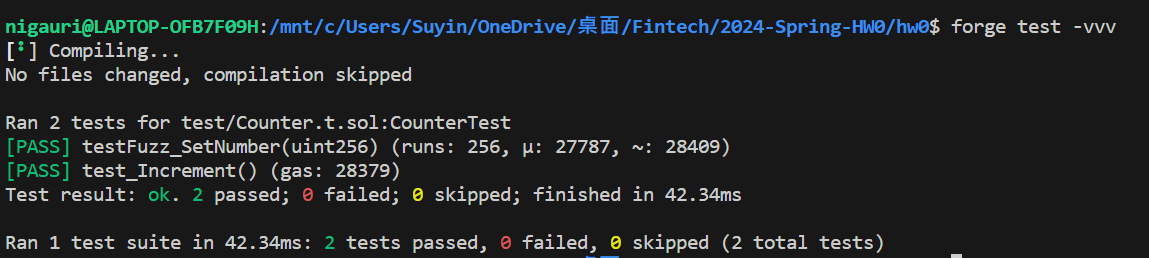 nigauri@LAPTOP-OFB7F09H:/mnt/c/Users/Suyin/OneDrive/桌面/Fintech/2024-Spring-HW0/hw0$ forge test -vvv
[⠃] Compiling...
No files changed, compilation skipped
Ran 2 tests for test/Counter.t.sol:CounterTest
[PASS] testFuzz_SetNumber(uint256) (runs: 256, μ: 27787, ~: 28409)
[PASS] test_Increment() (gas: 28379)
Test result: ok. 2 passed; 0 failed; 0 skipped; finished in 42.34ms
Ran 1 test suite in 42.34ms: 2 tests passed, 0 failed, 0 skipped (2 total tests)